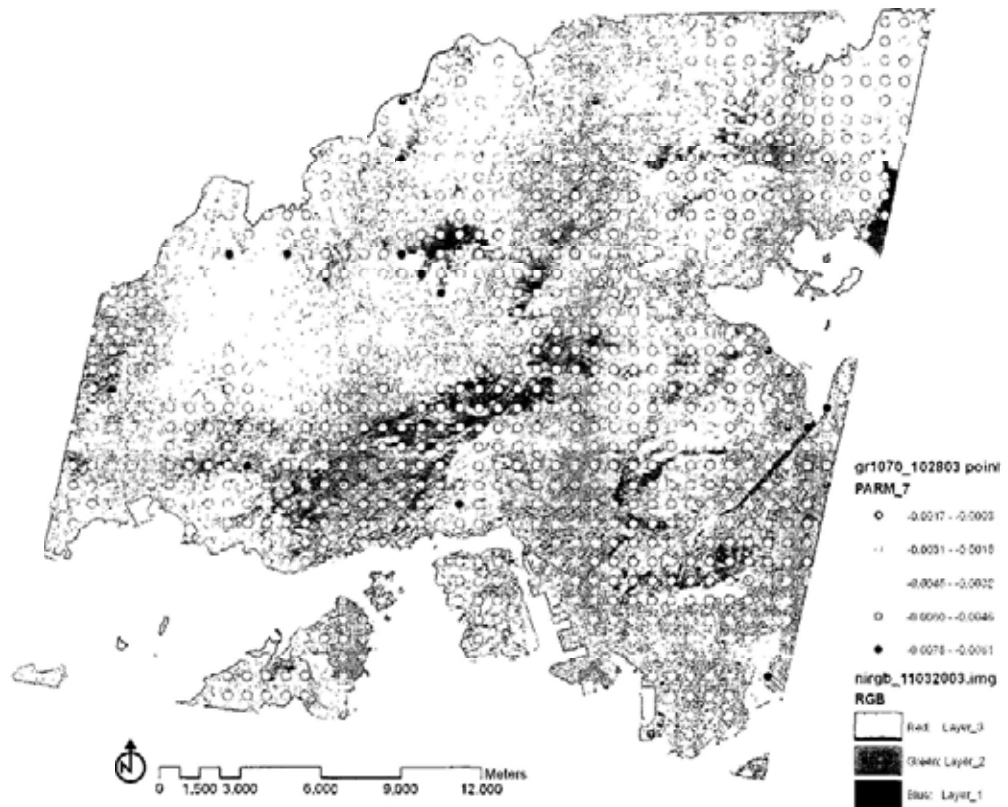 gr1070_102803 point
PARM_7
-0.0017 - -0.0003
-0.0031 - -0.0018
-0.0045 - -0.0032
-0.0060 - -0.0046
-0.0078 - -0.0061
nirgb_11032003.img
RGB
Red: Layer_3
Green: Layer_2
Blue: Layer_1
N
Meters
0 1,500 3,000 6,000 9,000 12,000